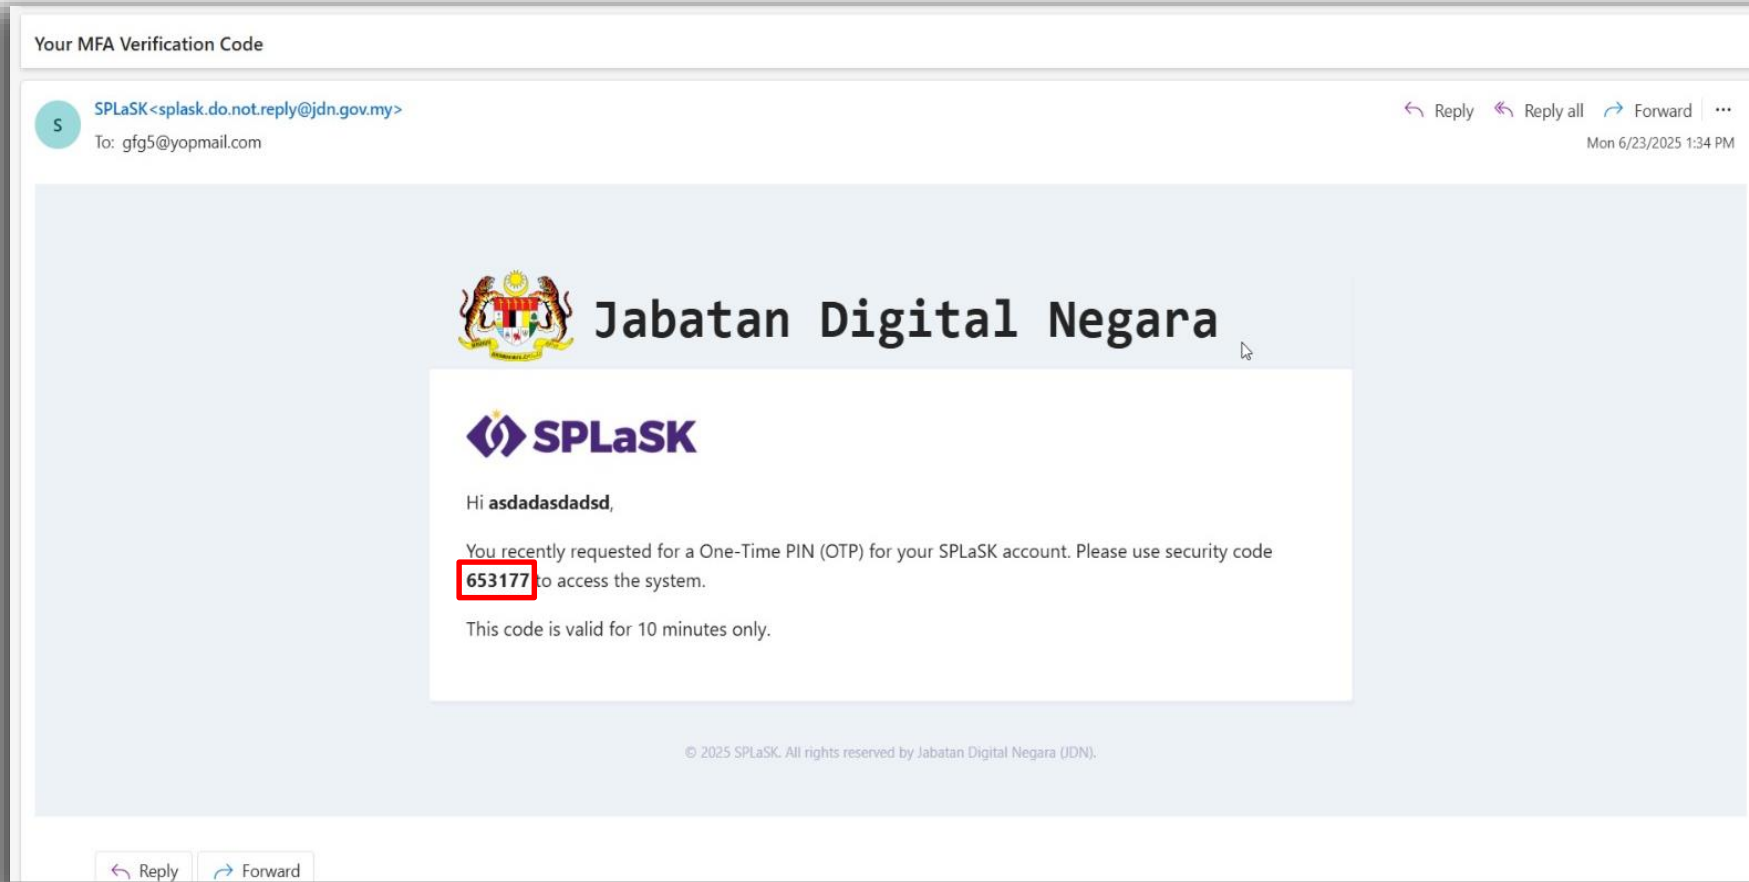 Your MFA Verification Code
S
SPLaSK<splask.do.not.reply@jdn.gov.my>
Reply Reply all Forward ...
To: gfg5@yopmail.com
Mon 6/23/2025 1:34 PM
Jabatan Digital Negara
SPLaSK
Hi asdadasdadsd,
You recently requested for a One-Time PIN (OTP) for your SPLaSK account. Please use security code
653177 to access the system.
This code is valid for 10 minutes only.
© 2025 SPLaSK. All rights reserved by Jabatan Digital Negara (JDN).
Reply Forward